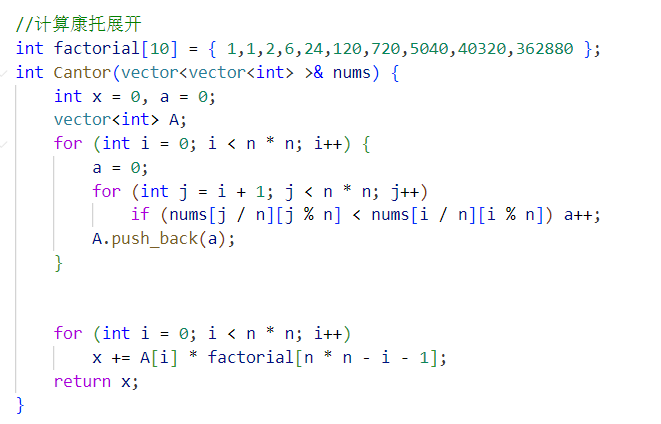 //计算康托展开
int factorial[10] = { 1,1,2,6,24,120,720,5040,40320,362880 };
int Cantor(vector<vector<int> >& nums) {
    int x = 0, a = 0;
    vector<int> A;
    for (int i = 0; i < n * n; i++) {
        a = 0;
        for (int j = i + 1; j < n * n; j++)
            if (nums[j / n][j % n] < nums[i / n][i % n]) a++;
        A.push_back(a);
    }
    for (int i = 0; i < n * n; i++)
        x += A[i] * factorial[n * n - i - 1];
    return x;
}